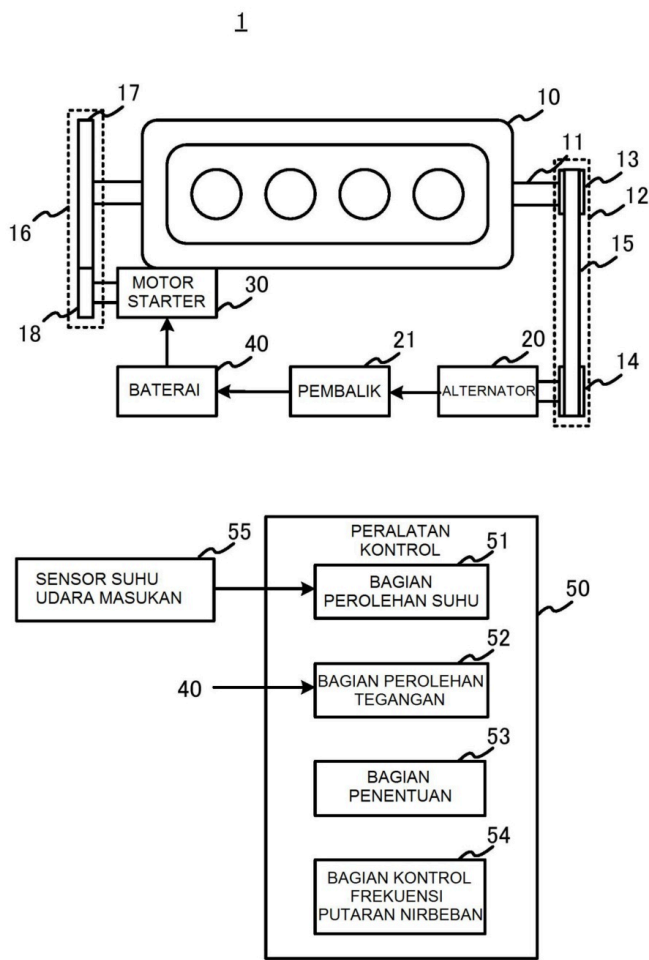 1
17
10
11
13
12
16
15
MOTOR
STARTER
30
18
40
21
20
14
BATERAI
PEMBALIK
ALTERNATOR
55
PERALATAN
KONTROL
51
SENSOR SUHU
UDARA MASUKAN
BAGIAN
PEROLEHAN SUHU
50
52
40
BAGIAN PEROLEHAN
TEGANGAN
53
BAGIAN
PENENTUAN
54
BAGIAN KONTROL
FREKUENSI
PUTARAN NIRBEBAN